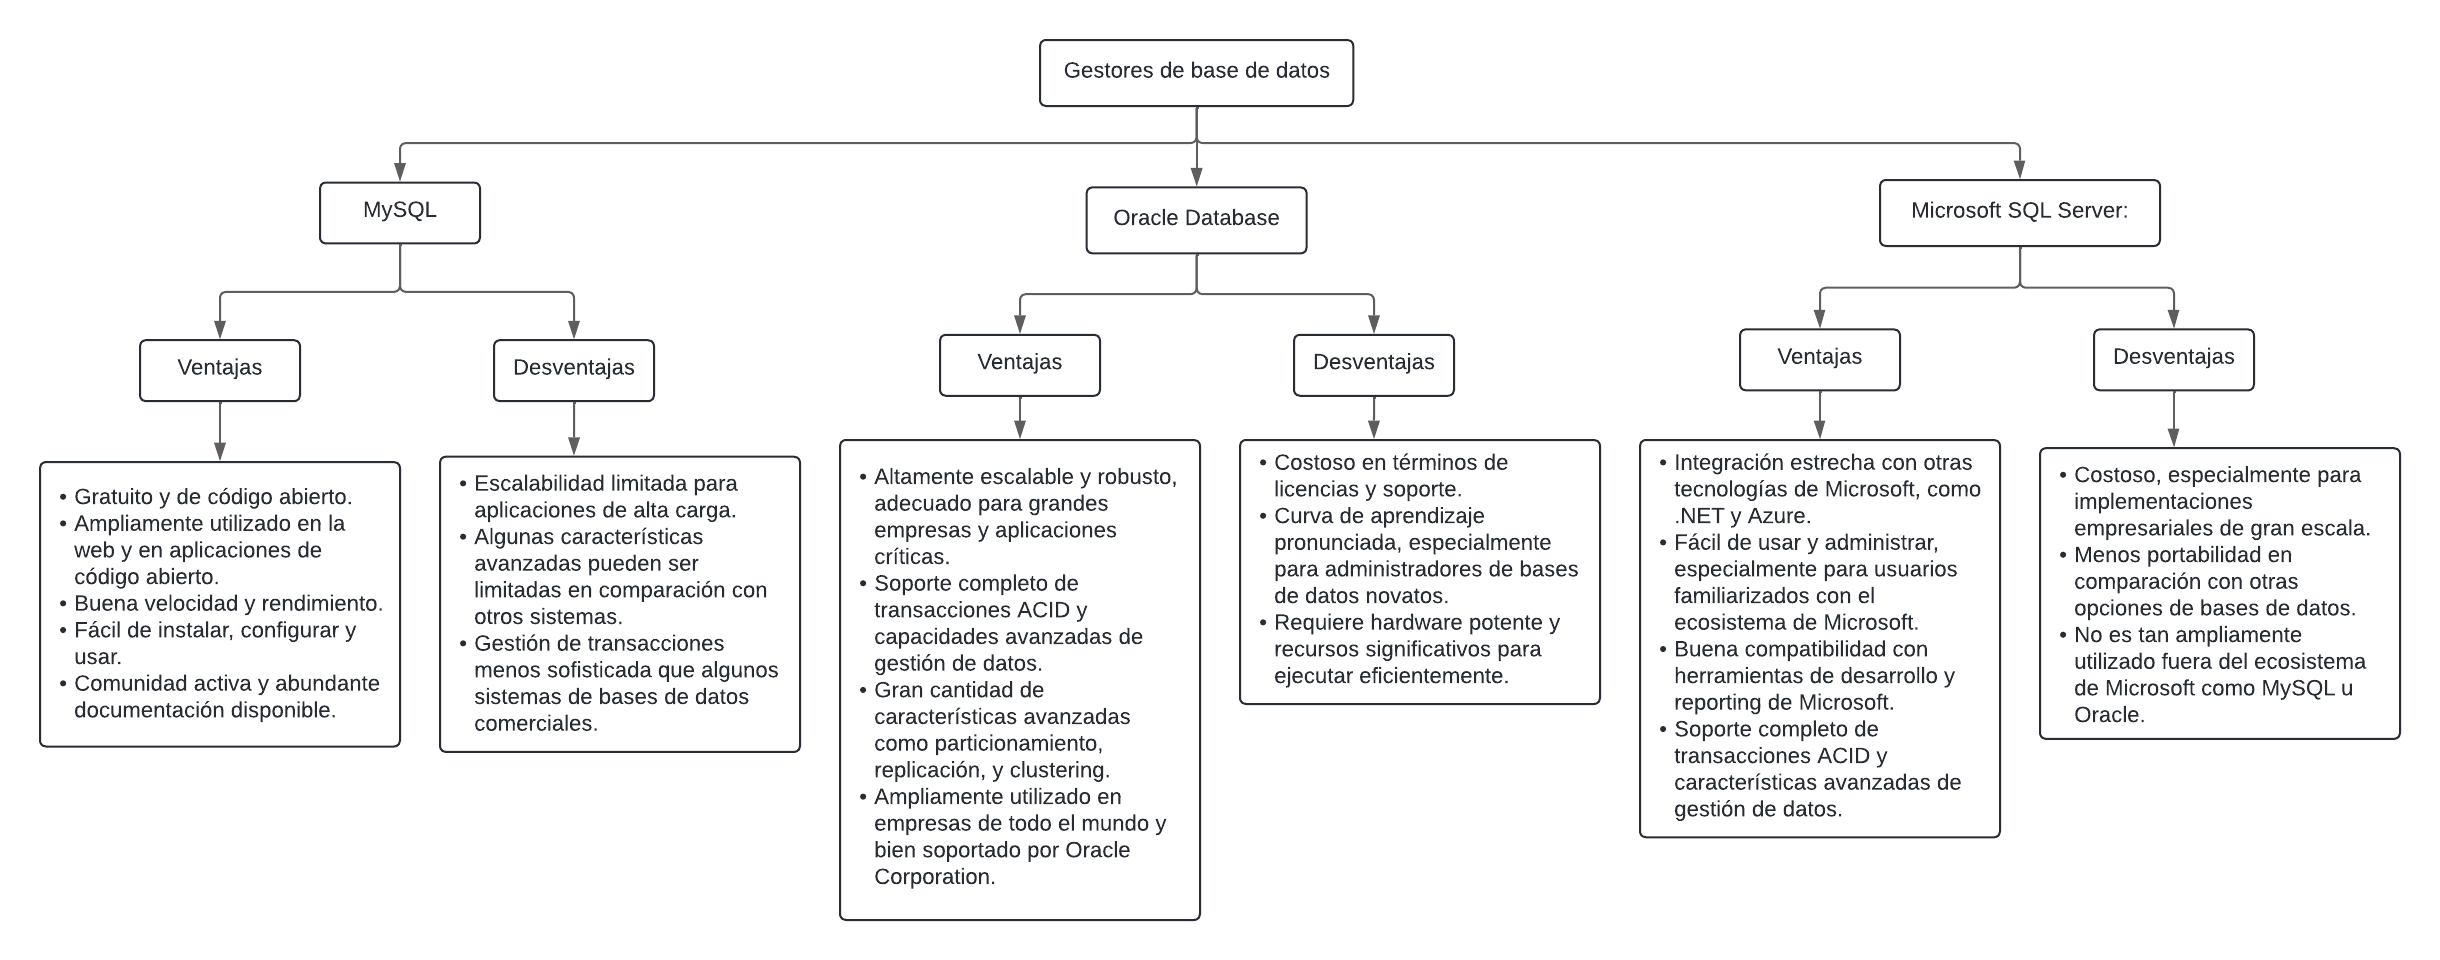 Gestores de base de datos
MySQL
Oracle Database
Microsoft SQL Server:
Ventajas
Desventajas
Ventajas
Desventajas
Ventajas
Desventajas
• Gratuito y de código abierto.
• Ampliamente utilizado en la
web y en aplicaciones de
código abierto.
• Buena velocidad y rendimiento.
• Fácil de instalar, configurar y
usar.
• Comunidad activa y abundante
documentación disponible.
• Escalabilidad limitada para
aplicaciones de alta carga.
• Algunas características
avanzadas pueden ser
limitadas en comparación con
otros sistemas.
• Gestión de transacciones
menos sofisticada que algunos
sistemas de bases de datos
comerciales.
• Altamente escalable y robusto,
adecuado para grandes
empresas y aplicaciones
críticas.
• Soporte completo de
transacciones ACID y
capacidades avanzadas de
gestión de datos.
• Gran cantidad de
características avanzadas
como particionamiento,
replicación, y clustering.
• Ampliamente utilizado en
empresas de todo el mundo y
bien soportado por Oracle
Corporation.
• Costoso en términos de
licencias y soporte.
• Curva de aprendizaje
pronunciada, especialmente
para administradores de bases
de datos novatos.
• Requiere hardware potente y
recursos significativos para
ejecutar eficientemente.
• Integración estrecha con otras
tecnologías de Microsoft, como
.NET y Azure.
• Fácil de usar y administrar,
especialmente para usuarios
familiarizados con el
ecosistema de Microsoft.
• Buena compatibilidad con
herramientas de desarrollo y
reporting de Microsoft.
• Soporte completo de
transacciones ACID y
características avanzadas de
gestión de datos.
• Costoso, especialmente para
implementaciones
empresariales de gran escala.
• Menos portabilidad en
comparación con otras
opciones de bases de datos.
• No es tan ampliamente
utilizado fuera del ecosistema
de Microsoft como MySQL u
Oracle.